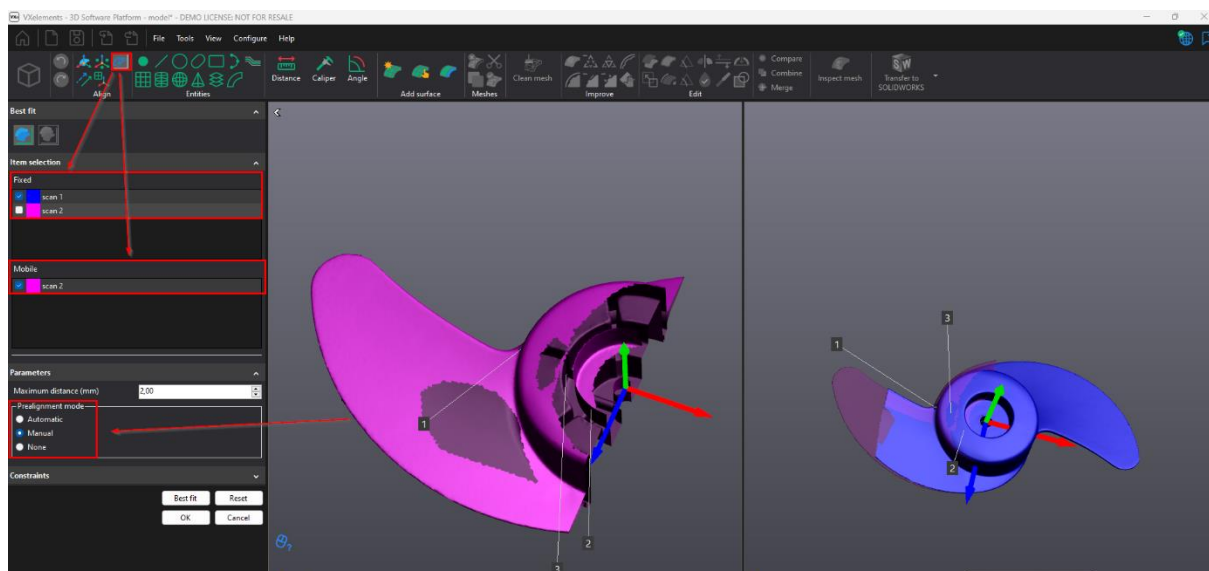 VXelements - 3D Software Platform - model* - DEMO LICENSE: NOT FOR RESALE
File Tools View Configure Help
Distance Caliper Angle Clean mesh Compare Combine Merge Inspect mesh Transfer to SOLIDWORKS
Align Entities Add surface Meshes Improve Edit
Best fit
Item selection
Fixed
scan 1
scan 2
Mobile
scan 2
Parameters
Maximum distance (mm) 2,00
Prealignment mode
Automatic
Manual
None
Constraints
Best fit Reset
OK Cancel
1
2
3
3
1
2